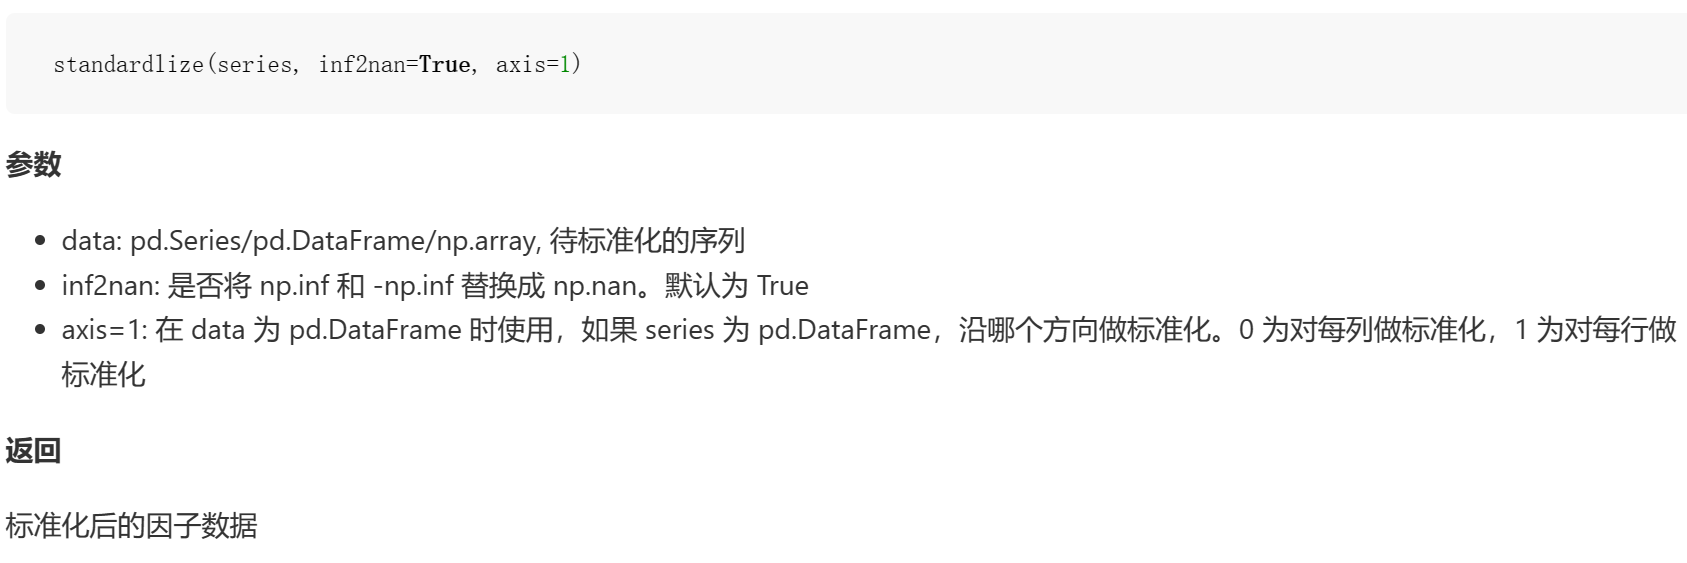 standardlize(series, inf2nan=True, axis=1)
参数
data: pd.Series/pd.DataFrame/np.array, 待标准化的序列
inf2nan: 是否将 np.inf 和 -np.inf 替换成 np.nan。默认为 True
axis=1: 在 data 为 pd.DataFrame 时使用，如果 series 为 pd.DataFrame，沿哪个方向做标准化。0 为对每列做标准化，1 为对每行做
标准化
返回
标准化后的因子数据